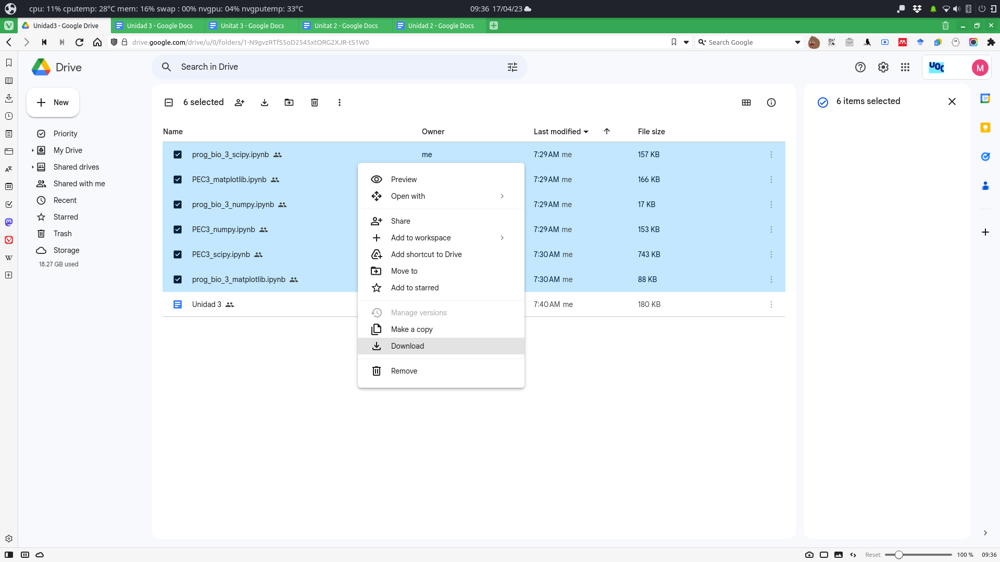 cpu: 11% cputemp: 28°C mem: 16% swap : 00% nvgpu: 04% nvgputemp: 33°C
09:36 17/04/23
Unidad3 - Google Drive
Unidad 3 - Google Docs
Unitat 3 - Google Docs
Unitat 2 - Google Docs
Unidad 2 - Google Docs
drive.google.com/drive/u/0/folders/1-N9gvzRTfS5oD2545xtORG2XJR-tS1W0
Search Google
Drive
Search in Drive
UOC
M
New
6 selected
6 items selected
Priority
My Drive
Shared drives
Shared with me
Recent
Starred
Trash
Storage
18.27 GB used
Name Owner Last modified File size
prog_bio_3_scipy.ipynb me 7:29 AM me 157 KB
PEC3_matplotlib.ipynb 7:29 AM me 166 KB
prog_bio_3_numpy.ipynb 7:29 AM me 17 KB
PEC3_numpy.ipynb 7:29 AM me 153 KB
PEC3_scipy.ipynb 7:30 AM me 743 KB
prog_bio_3_matplotlib.ipynb 7:30 AM me 88 KB
Unidad 3 7:40 AM me 180 KB
Preview
Open with
Share
Add to workspace
Add shortcut to Drive
Move to
Add to starred
Manage versions
Make a copy
Download
Remove
31
W
Reset 100 % 09:36